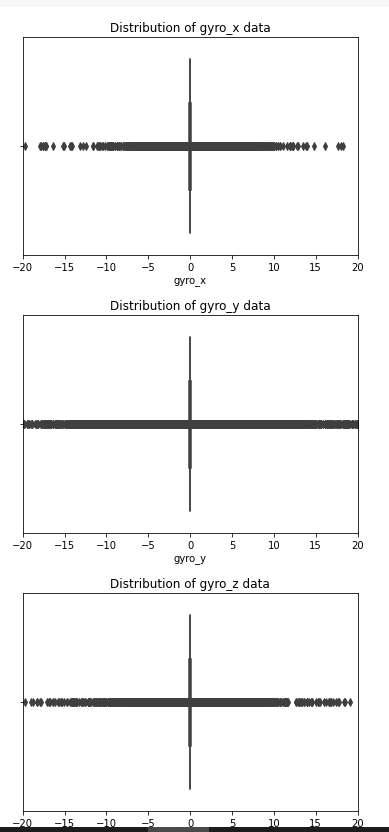 Distribution of gyro_x data
−20 −15 −10 −5 0 5 10 15 20
gyro_x
Distribution of gyro_y data
−20 −15 −10 −5 0 5 10 15 20
gyro_y
Distribution of gyro_z data
−20 −15 −10 −5 0 5 10 15 20